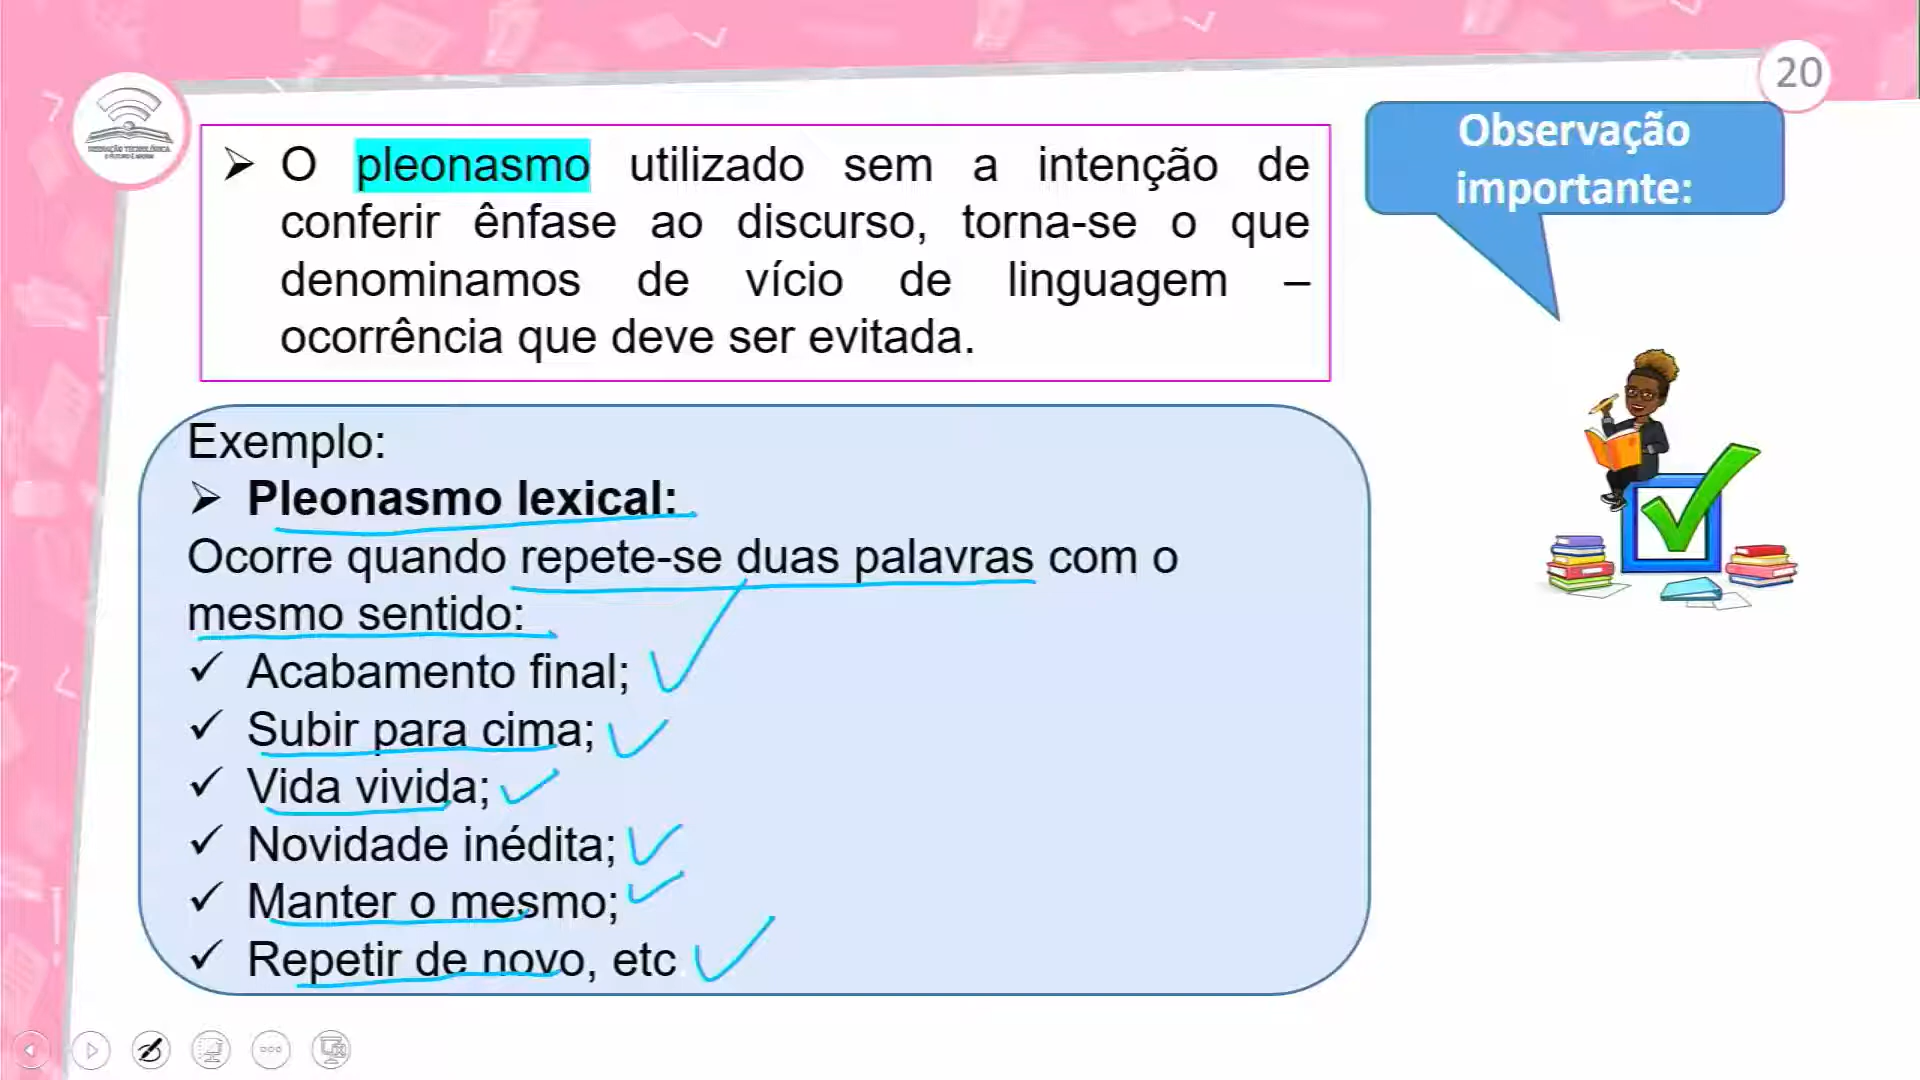 20
Observação
importante:
O pleonasmo utilizado sem a intenção de
conferir ênfase ao discurso, torna-se o que
denominamos de vício de linguagem –
ocorrência que deve ser evitada.
Exemplo:
Pleonasmo lexical:
Ocorre quando repete-se duas palavras com o
mesmo sentido:
Acabamento final;
Subir para cima;
Vida vivida;
Novidade inédita;
Manter o mesmo;
Repetir de novo, etc